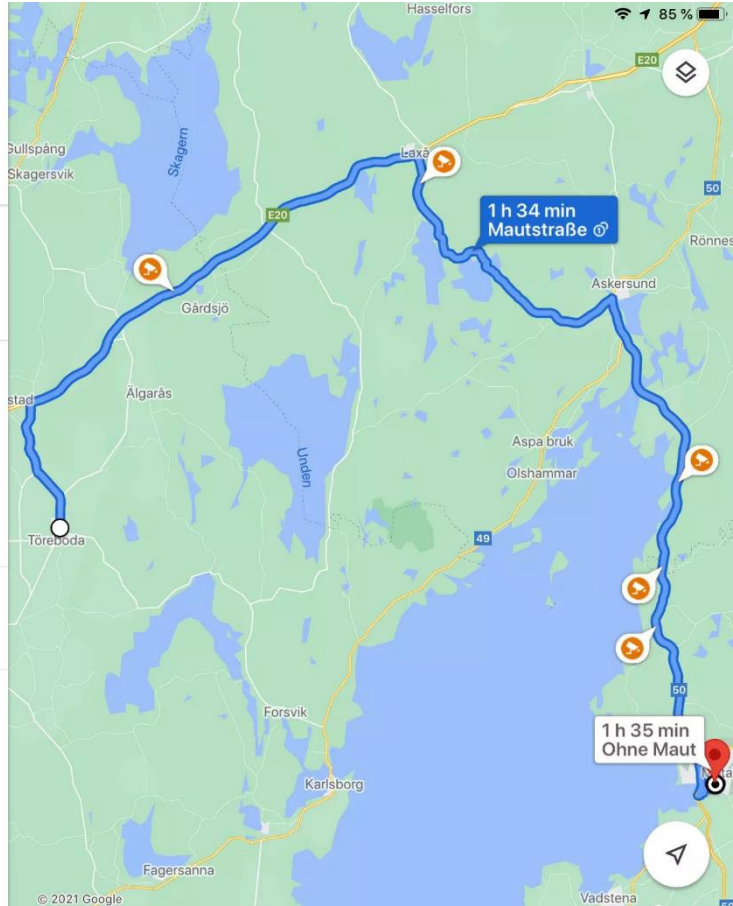 Hasselfors
85 %
E20
Gullspång
Skagersvik
Skagern
Laxå
50
1 h 34 min
Mautstraße
E20
Rönnes
Askersund
Gårdsjö
stad
Älgarås
Unden
Aspa bruk
Olshammar
Töreboda
49
50
Forsvik
1 h 35 min
Ohne Maut
Karlsborg
Fagersanna
© 2021 Google
Vadstena
50